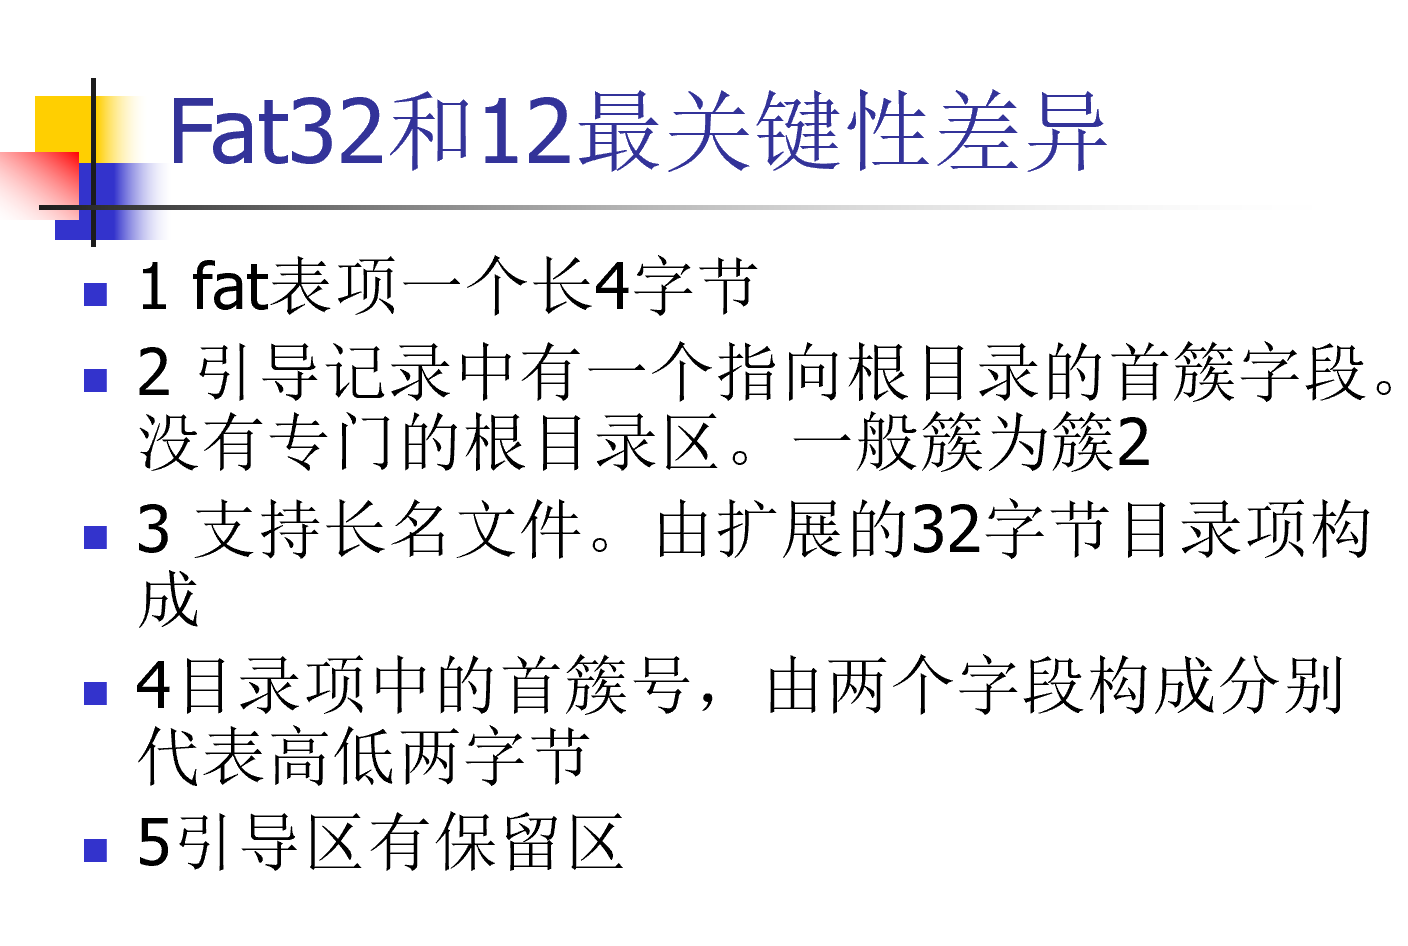 Fat32和12最关键性差异
1 fat表项一个长4字节
2 引导记录中有一个指向根目录的首簇字段。
没有专门的根目录区。一般簇为簇2
3 支持长名文件。由扩展的32字节目录项构
成
4目录项中的首簇号，由两个字段构成分别
代表高低两字节
5引导区有保留区